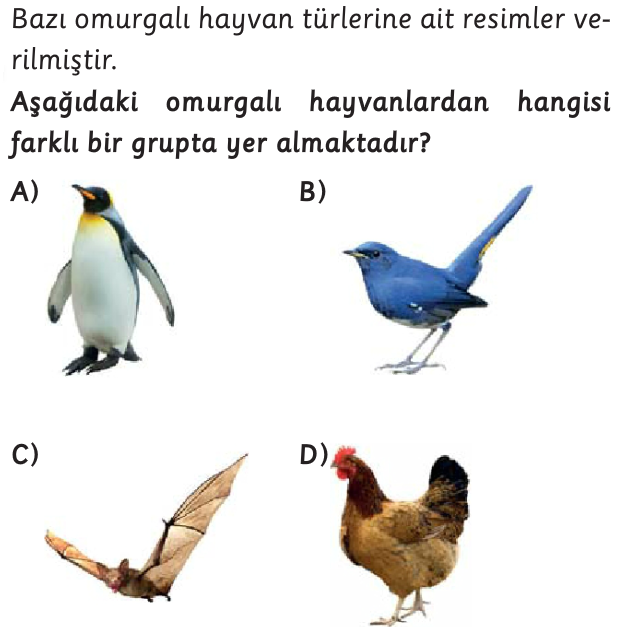 Bazı omurgalı hayvan türlerine ait resimler ve-
rilmiştir.
Aşağıdaki omurgalı hayvanlardan hangisi
farklı bir grupta yer almaktadır?
A)
B)
C)
D)